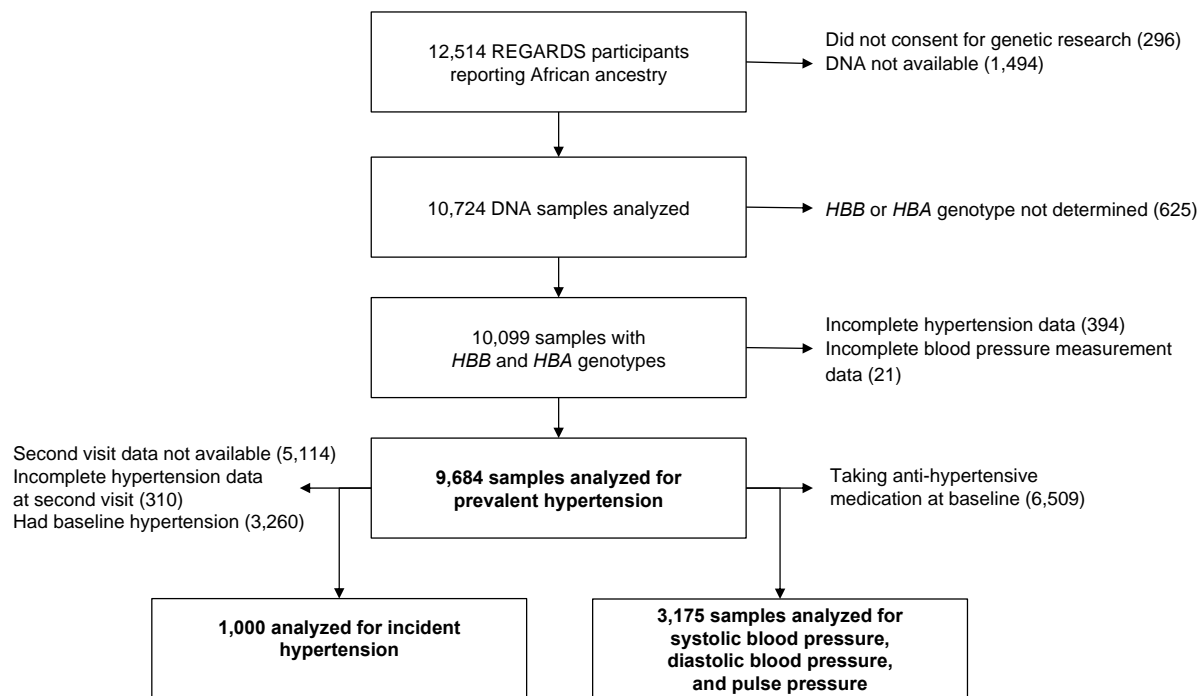 12,514 REGARDS participants
reporting African ancestry
Did not consent for genetic research (296)
DNA not available (1,494)
10,724 DNA samples analyzed
HBB or HBA genotype not determined (625)
10,099 samples with
HBB and HBA genotypes
Incomplete hypertension data (394)
Incomplete blood pressure measurement
data (21)
Second visit data not available (5,114)
Incomplete hypertension data
at second visit (310)
Had baseline hypertension (3,260)
9,684 samples analyzed for
prevalent hypertension
Taking anti-hypertensive
medication at baseline (6,509)
1,000 analyzed for incident
hypertension
3,175 samples analyzed for
systolic blood pressure,
diastolic blood pressure,
and pulse pressure